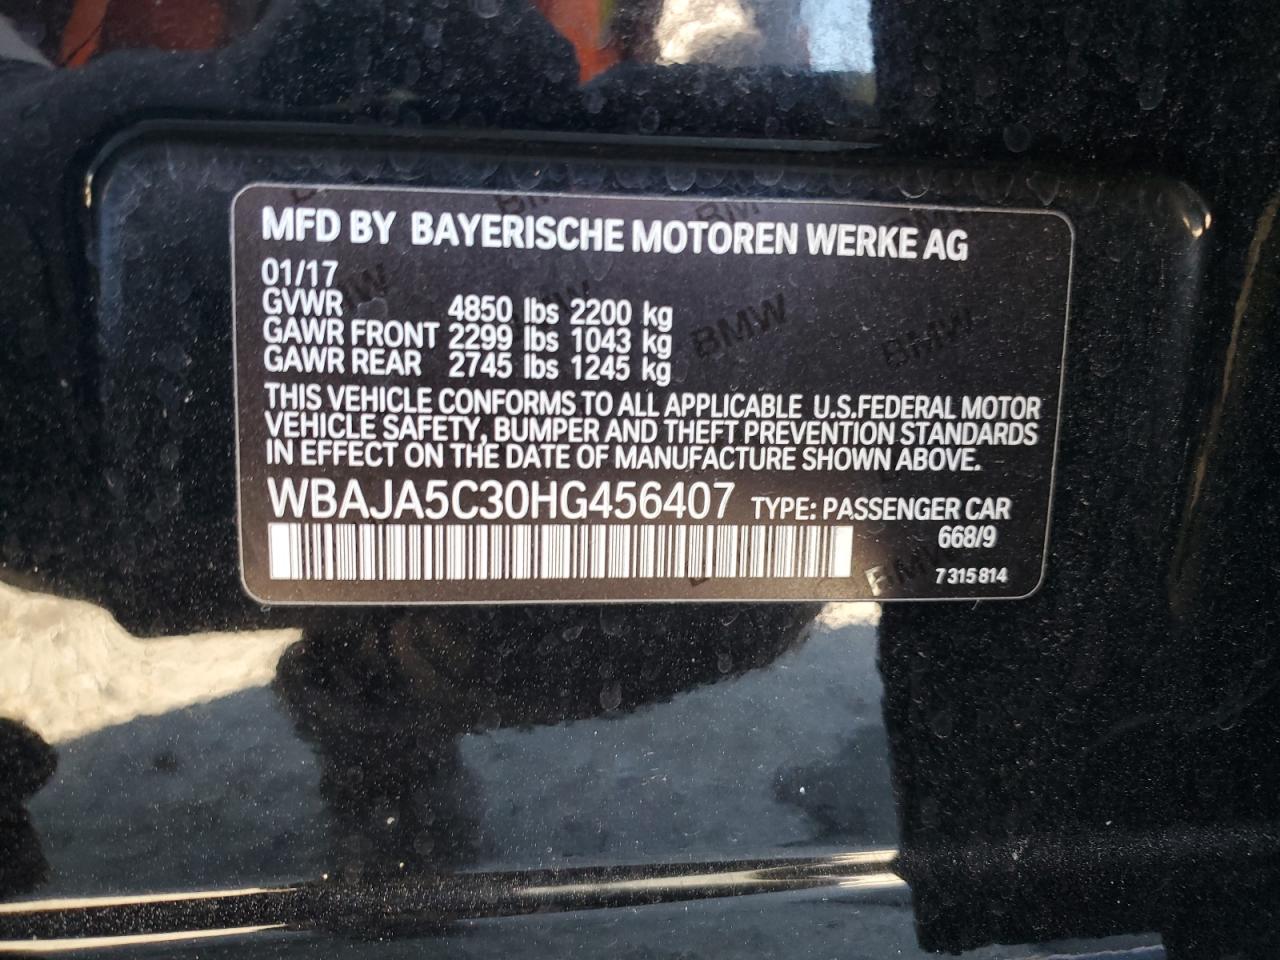 MFD BY BAYERISCHE MOTOREN WERKE AG
01/17
GVWR 4850 lbs 2200 kg
GAWR FRONT 2299 lbs 1043 kg
GAWR REAR 2745 lbs 1245 kg
THIS VEHICLE CONFORMS TO ALL APPLICABLE U.S.FEDERAL MOTOR
VEHICLE SAFETY, BUMPER AND THEFT PREVENTION STANDARDS
IN EFFECT ON THE DATE OF MANUFACTURE SHOWN ABOVE.
WBAJA5C30HG456407 TYPE: PASSENGER CAR
668/9
7 315 814